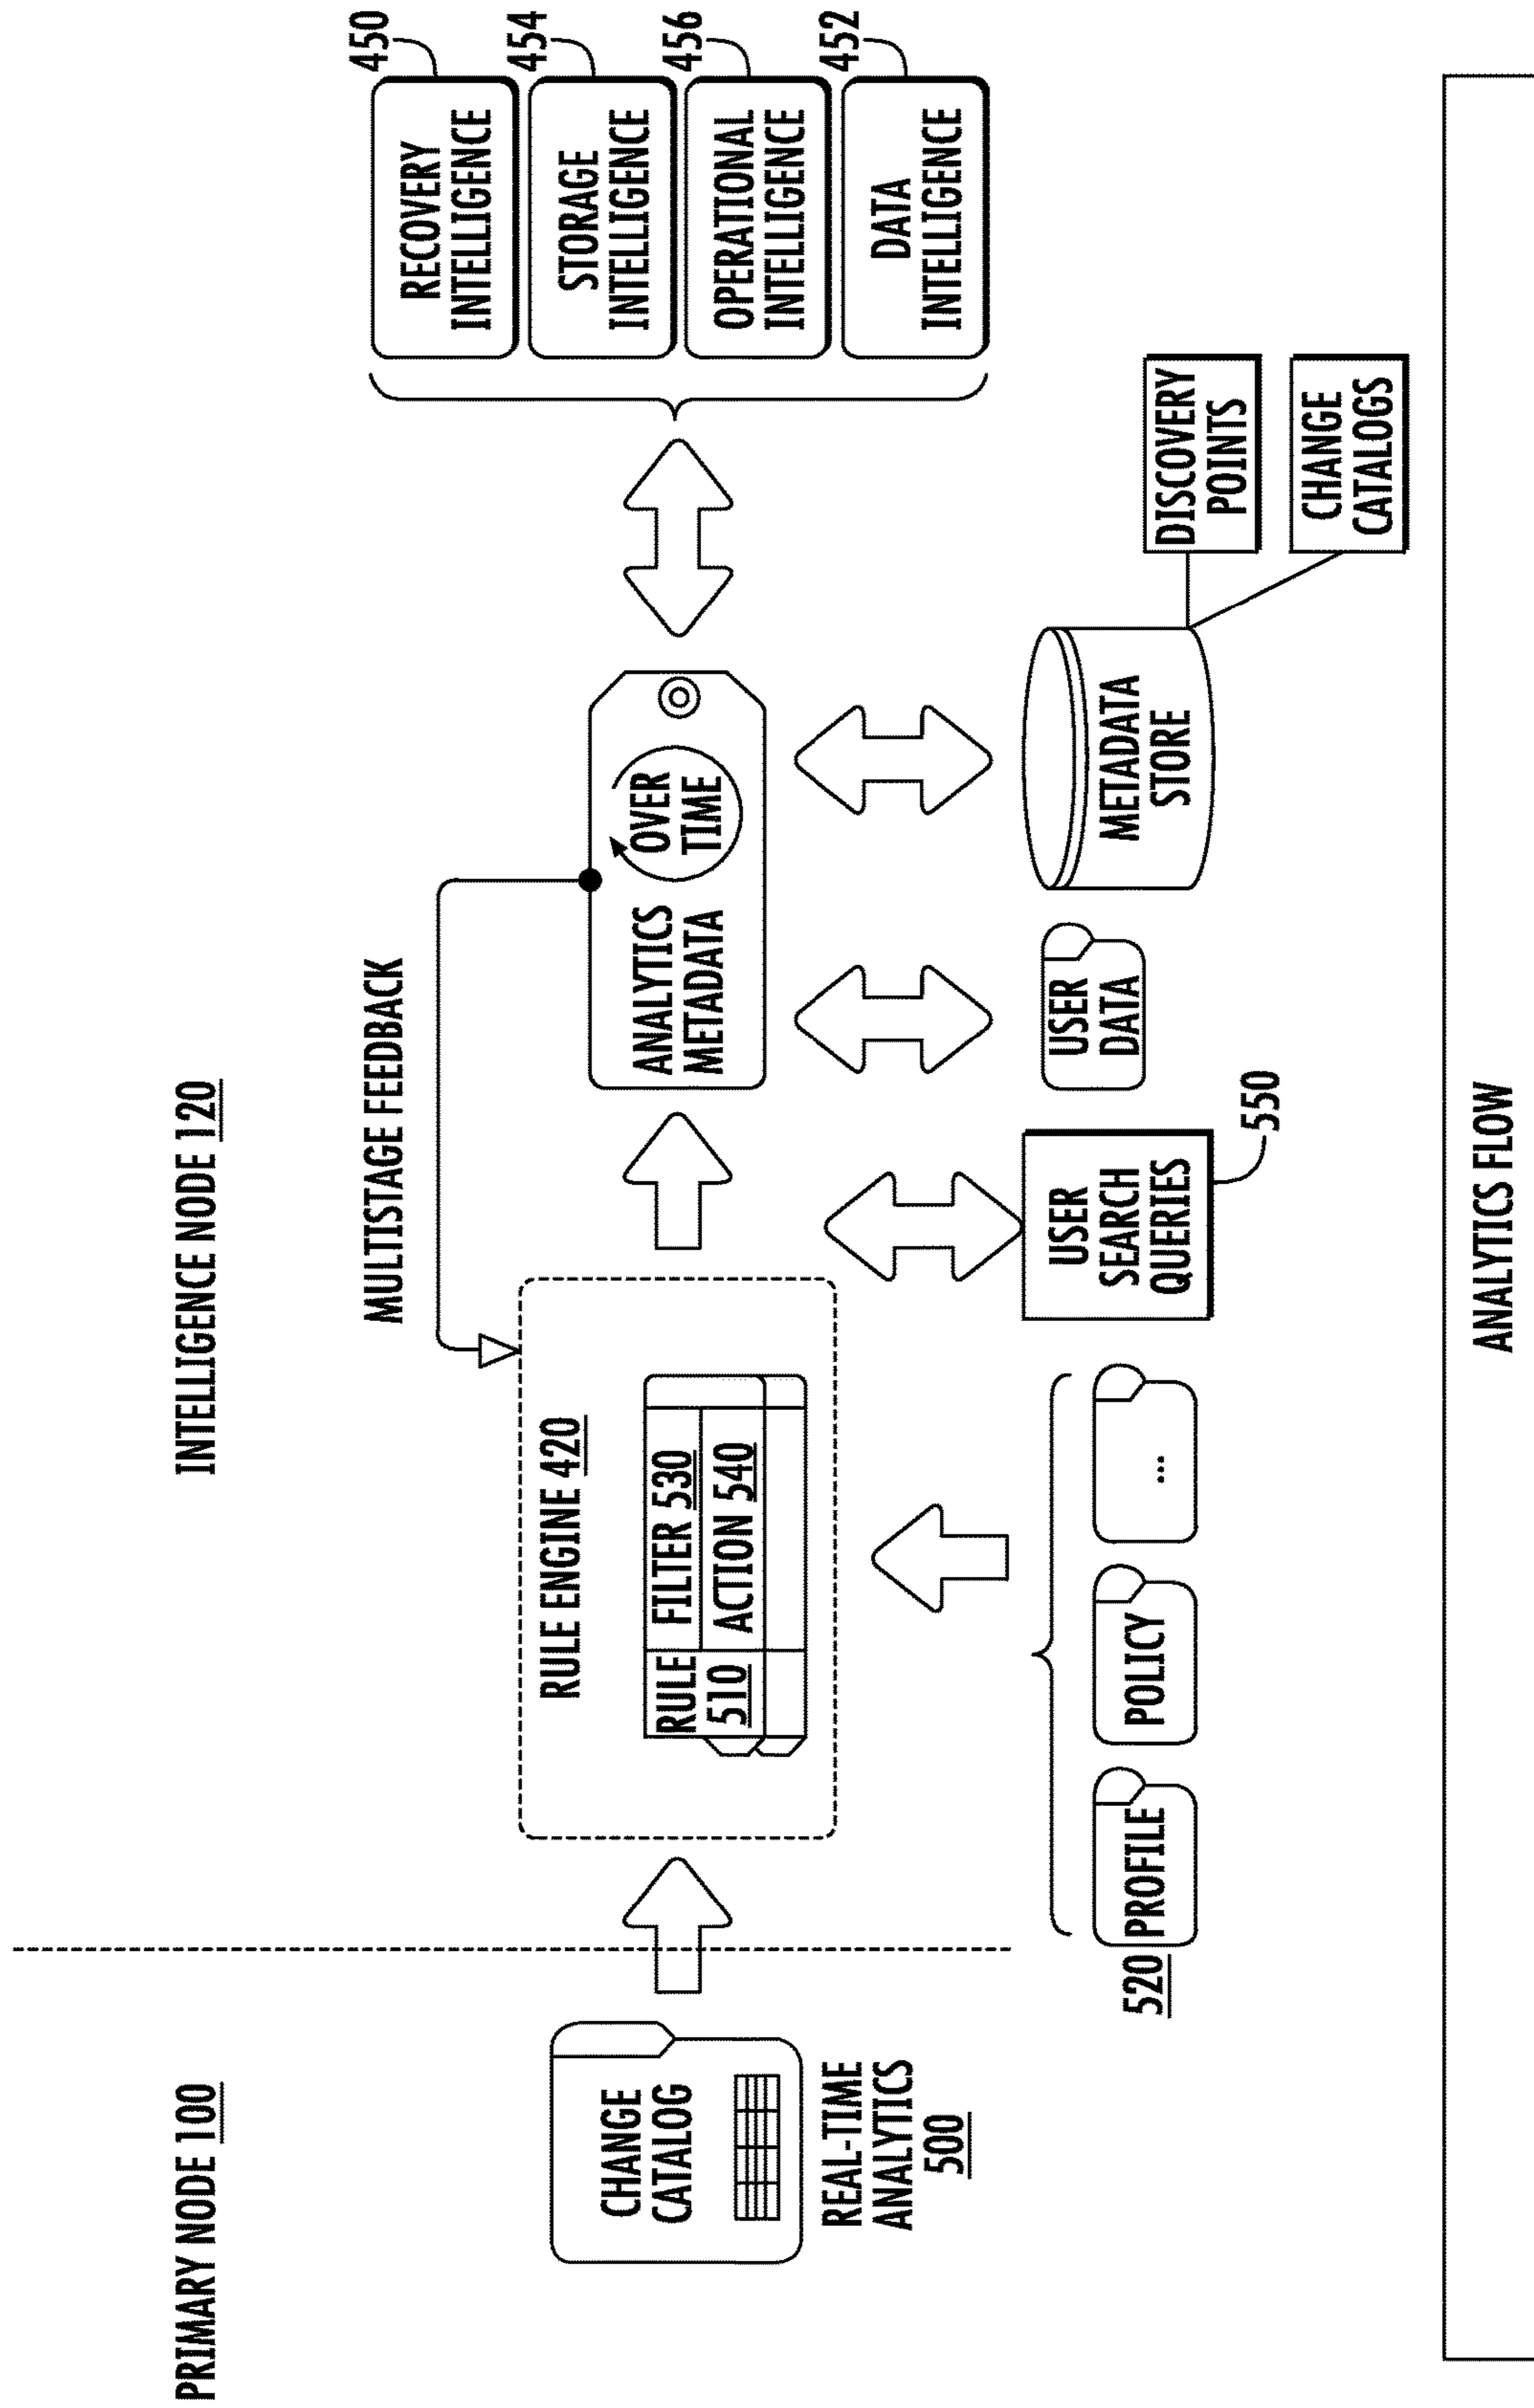 PRIMARY NODE 100
INTELLIGENCE NODE 120
MULTISTAGE FEEDBACK
CHANGE
CATALOG
REAL-TIME
ANALYTICS
500
RULE ENGINE 420
RULE
510
FILTER 530
ACTION 540
520
PROFILE
POLICY
...
USER
SEARCH
QUERIES
550
ANALYTICS
METADATA
OVER
TIME
USER
DATA
METADATA
STORE
DISCOVERY
POINTS
CHANGE
CATALOGS
RECOVERY
INTELLIGENCE
450
STORAGE
INTELLIGENCE
454
OPERATIONAL
INTELLIGENCE
456
DATA
INTELLIGENCE
452
ANALYTICS FLOW